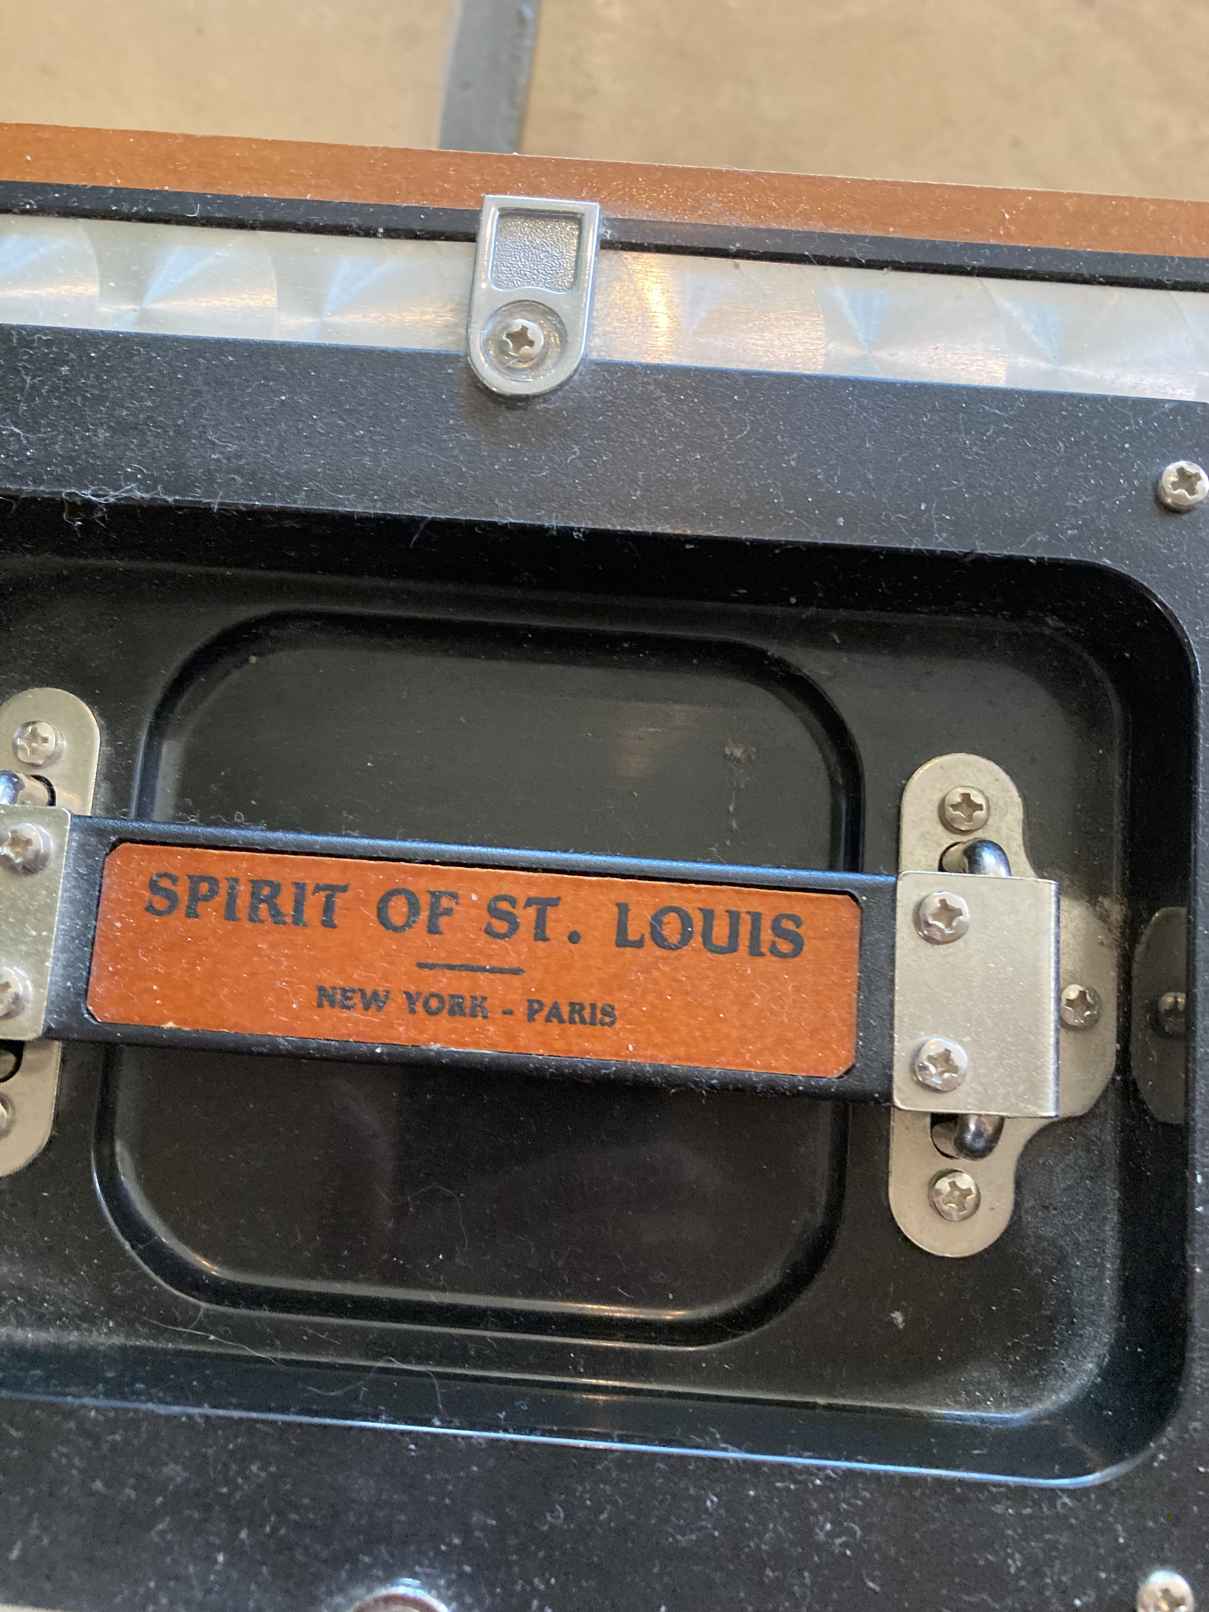 SPIRIT OF ST. LOUIS
NEW YORK - PARIS